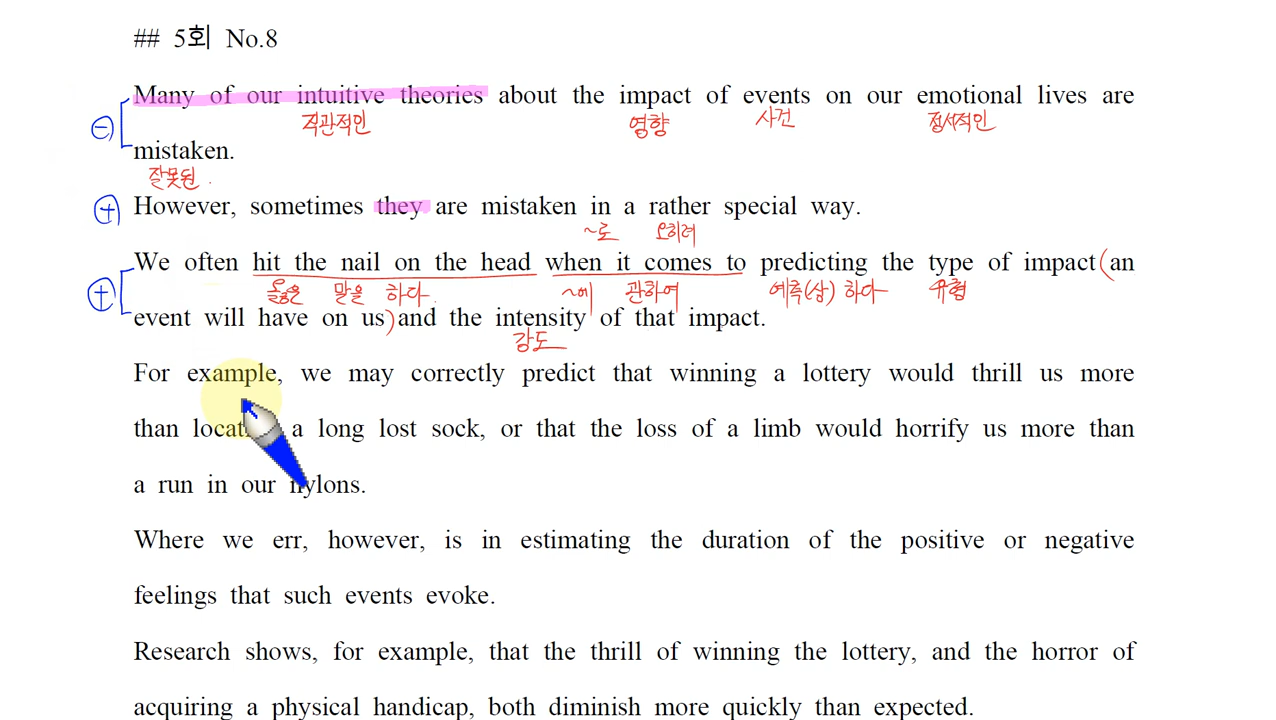 ## 5회 No.8
Many of our intuitive theories about the impact of events on our emotional lives are
직관적인 영향 사건 정서적인
mistaken.
잘못된
However, sometimes they are mistaken in a rather special way.
~로 오히려
We often hit the nail on the head when it comes to predicting the type of impact (an
옳은 말을 하다 ~에 관하여 예측(상) 하다 유형
event will have on us) and the intensity of that impact.
강도
For example, we may correctly predict that winning a lottery would thrill us more
than a long lost sock, or that the loss of a limb would horrify us more than
a run in our nylons.
Where we err, however, is in estimating the duration of the positive or negative
feelings that such events evoke.
Research shows, for example, that the thrill of winning the lottery, and the horror of
acquiring a physical handicap, both diminish more quickly than expected.